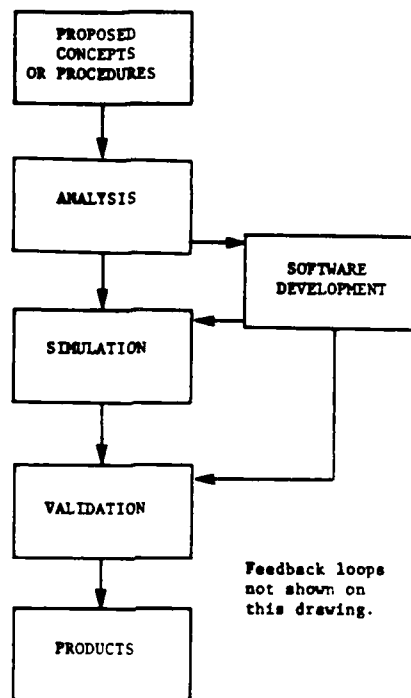 PROPOSED
CONCEPTS
OR PROCEDURES
ANALYSIS
SOFTWARE
DEVELOPMENT
SIMULATION
VALIDATION
Feedback loops
not shown on
this drawing.
PRODUCTS